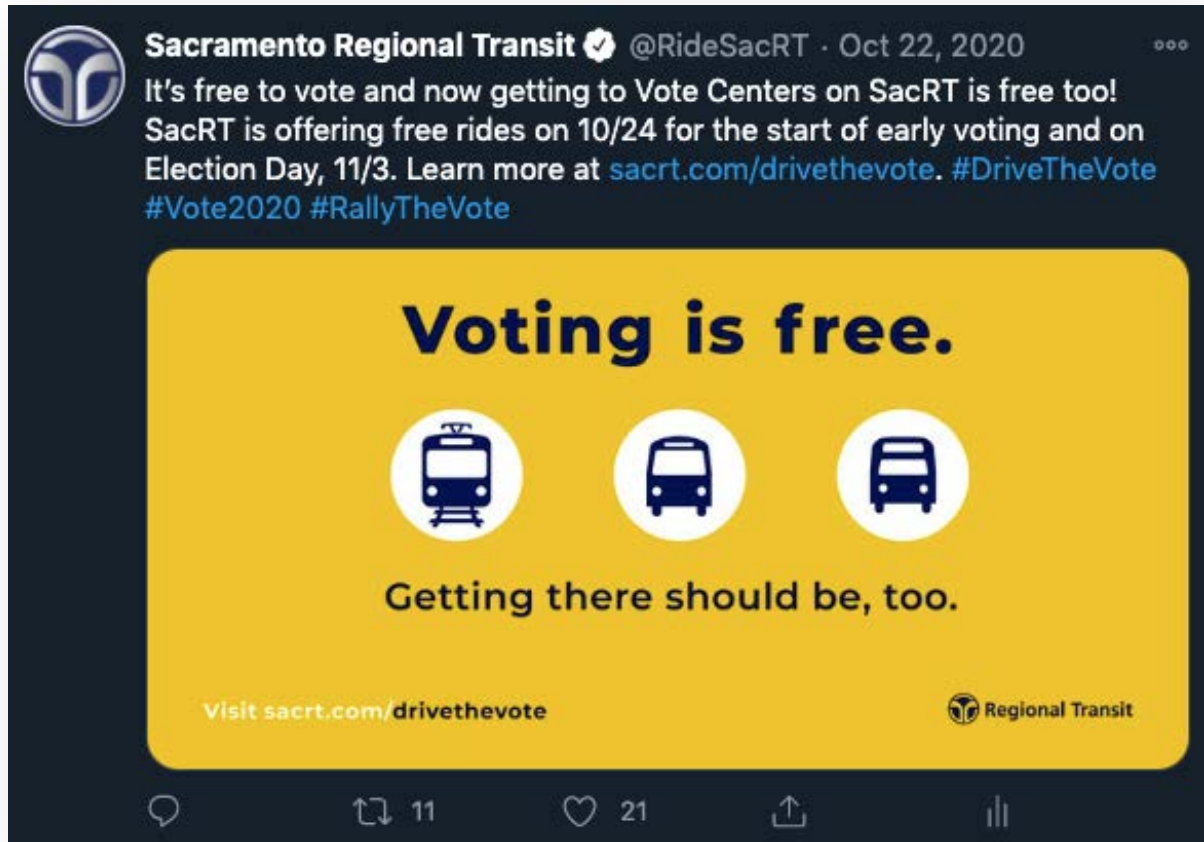 Sacramento Regional Transit @RideSacRT · Oct 22, 2020
It's free to vote and now getting to Vote Centers on SacRT is free too!
SacRT is offering free rides on 10/24 for the start of early voting and on
Election Day, 11/3. Learn more at sacrt.com/drivethevote. #DriveTheVote
#Vote2020 #RallyTheVote
Voting is free.
Getting there should be, too.
Visit sacrt.com/drivethevote
Regional Transit
11 21